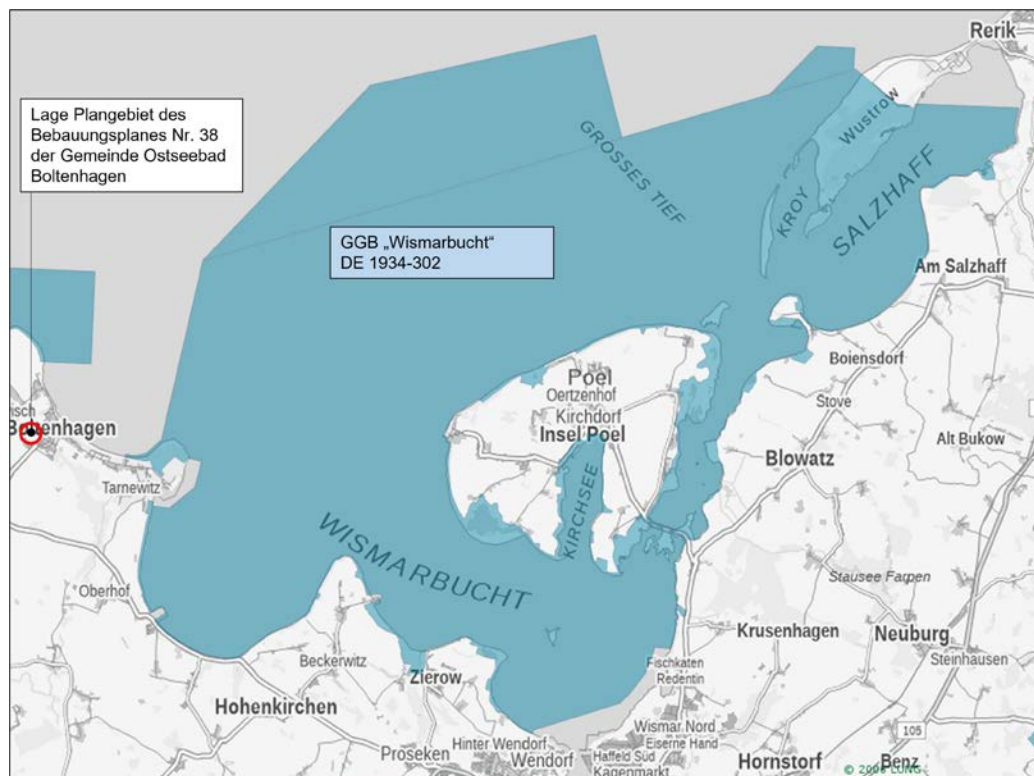 Rerik
Lage Plangebiet des
Bebauungsplanes Nr. 38
der Gemeinde Ostseebad
Boltenhagen
Wustrow
GROSSES TIEF
KROY
SALZHAFF
GGB „Wismarbucht“
DE 1934-302
Am Salzhaff
Boiensdorf
Poel
Oertzenhof
Kirchdorf
Insel Poel
Stove
Alt Bukow
Blowatz
Boltenhagen
Tarnewitz
KIRCHSEE
WISMARBUCHT
Stausee Farpen
Oberhof
Krusenhagen
Neuburg
Steinhausen
Beckerwitz
Zierow
Fischkaten
Redentin
Hohenkirchen
Wismar Nord
Eiserne Hand
105
Proseken
Hinter Wendorf
Wendorf
Haffeld Süd
Kagenmarkt
Hornstorf
Benz